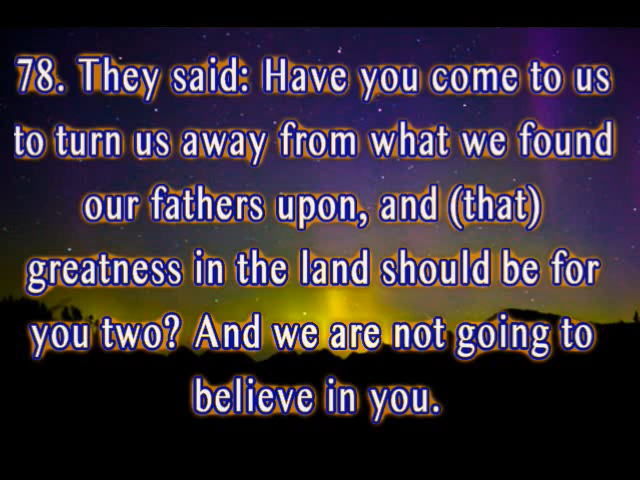 78. They said: Have you come to us
to turn us away from what we found
our fathers upon, and (that)
greatness in the land should be for
you two? And we are not going to
believe in you.